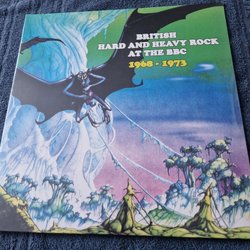 BRITISH
HARD AND HEAVY ROCK
AT THE BBC
1968 - 1973